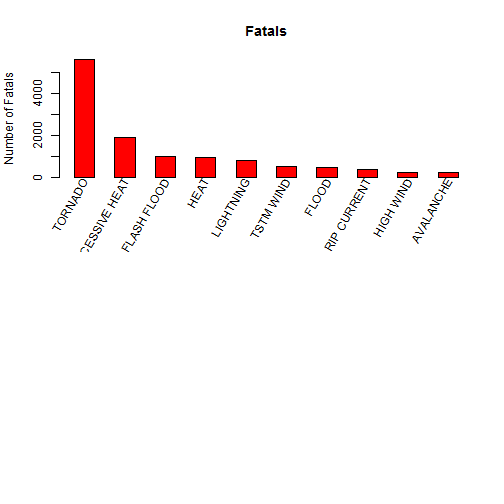 Fatals
Number of Fatals
4000
2000
0
TORNADO
CESSIVE HEAT
FLASH FLOOD
HEAT
LIGHTNING
TSTM WIND
FLOOD
RIP CURRENT
HIGH WIND
AVALANCHE